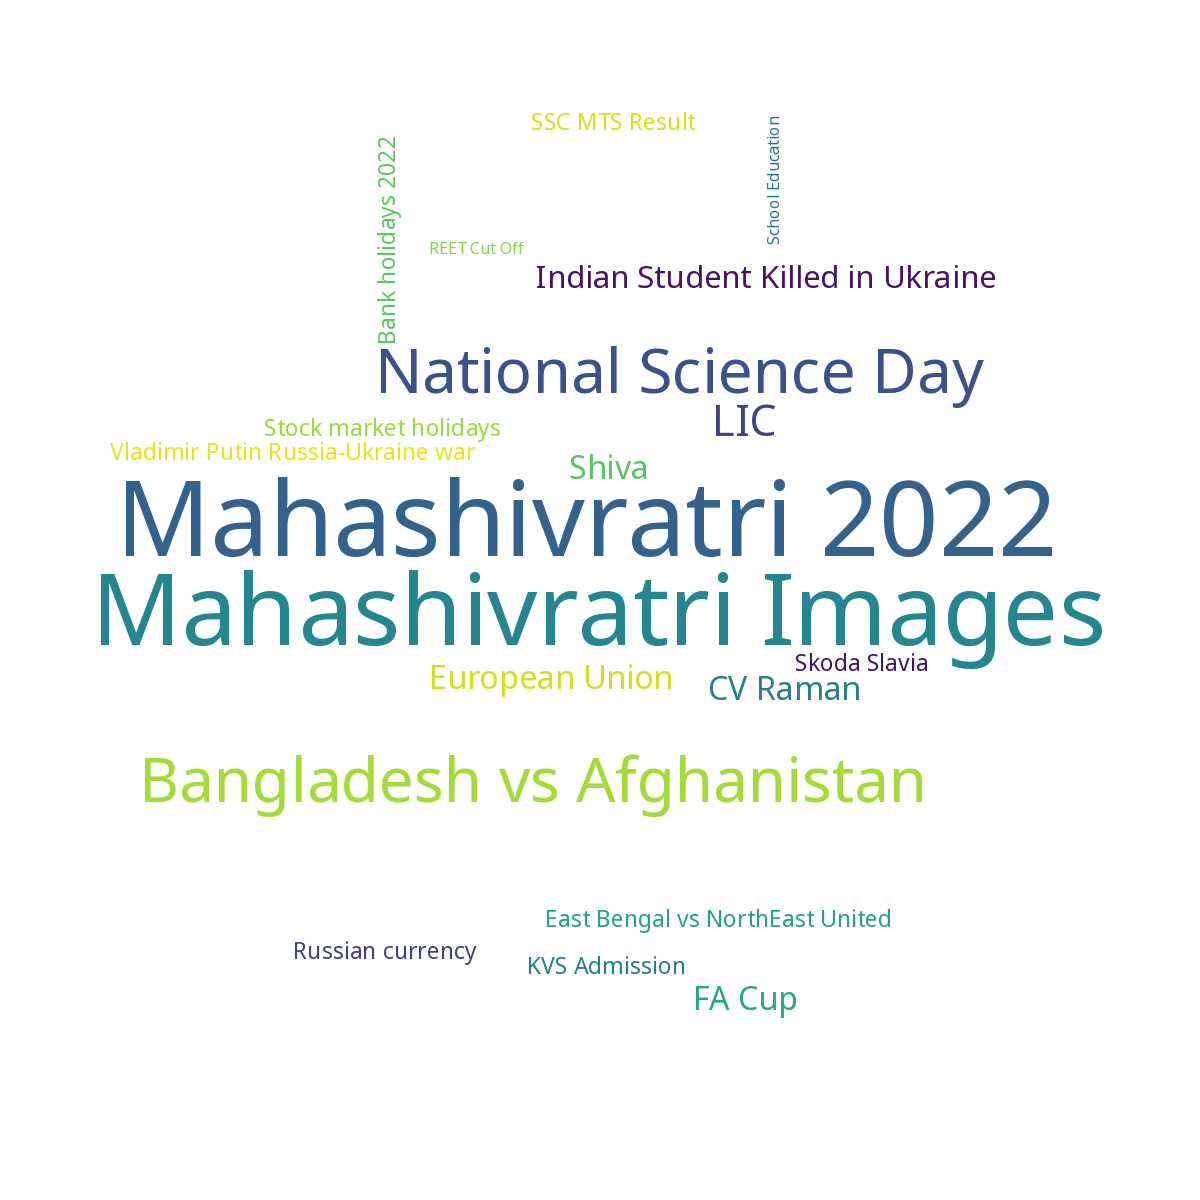 SSC MTS Result
School Education
Bank holidays 2022
REET Cut Off
Indian Student Killed in Ukraine
National Science Day
LIC
Stock market holidays
Vladimir Putin Russia-Ukraine war
Shiva
Mahashivratri 2022
Mahashivratri Images
Skoda Slavia
European Union
CV Raman
Bangladesh vs Afghanistan
East Bengal vs NorthEast United
Russian currency
KVS Admission
FA Cup